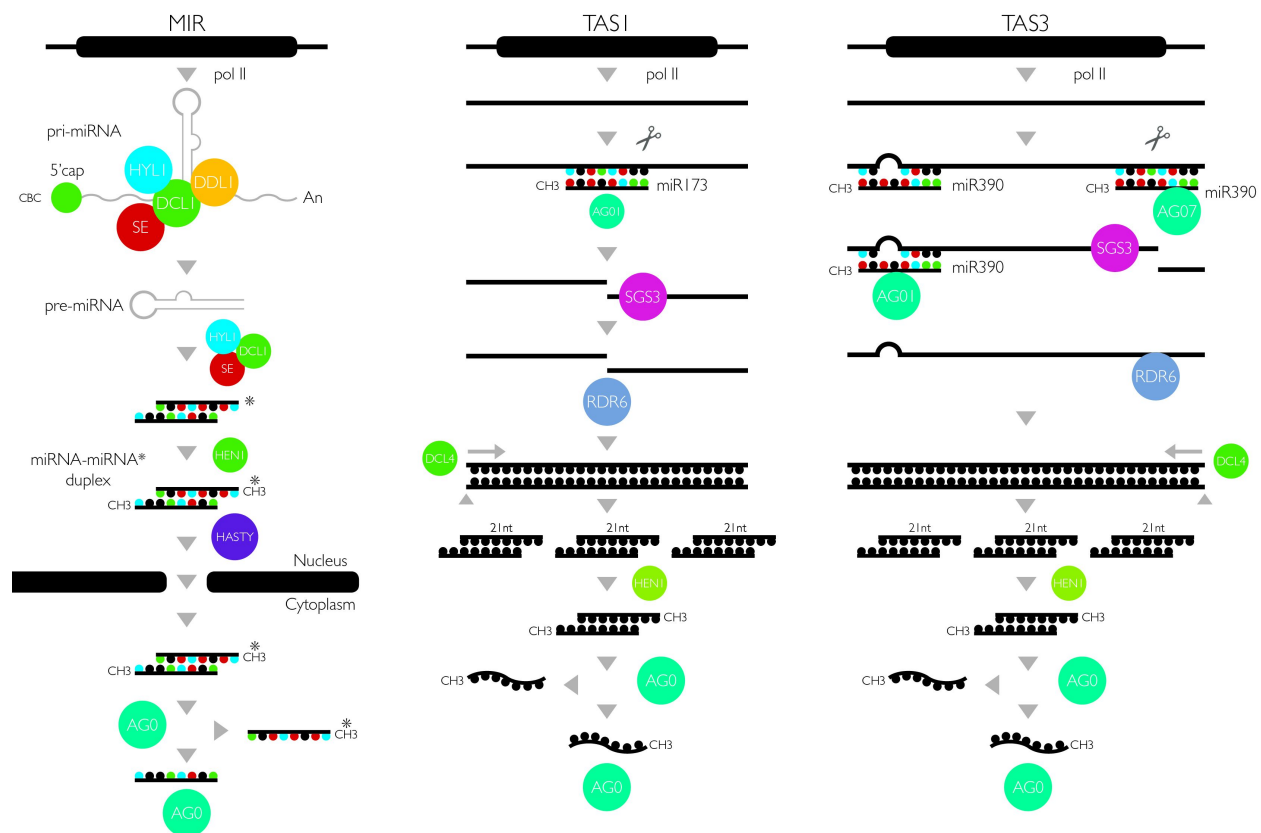 MIR
pol II
pri-miRNA
HYL1
DDL1
5'cap
CBC
DCL1
An
SE
pre-miRNA
HYL1
DCL1
SE
*
HEN1
miRNA-miRNA*
duplex
*
CH3
CH3
HASTY
Nucleus
Cytoplasm
*
CH3
CH3
AG0
*
CH3
AG0
TAS1
pol II
CH3
miR173
AG01
SGS3
RDR6
DCL4
21nt
21nt
21nt
HEN1
CH3
CH3
CH3
AG0
CH3
AG0
TAS3
pol II
CH3
miR390
CH3
miR390
AG07
SGS3
CH3
miR390
AG01
RDR6
DCL4
21nt
21nt
21nt
HEN1
CH3
CH3
CH3
AG0
CH3
AG0